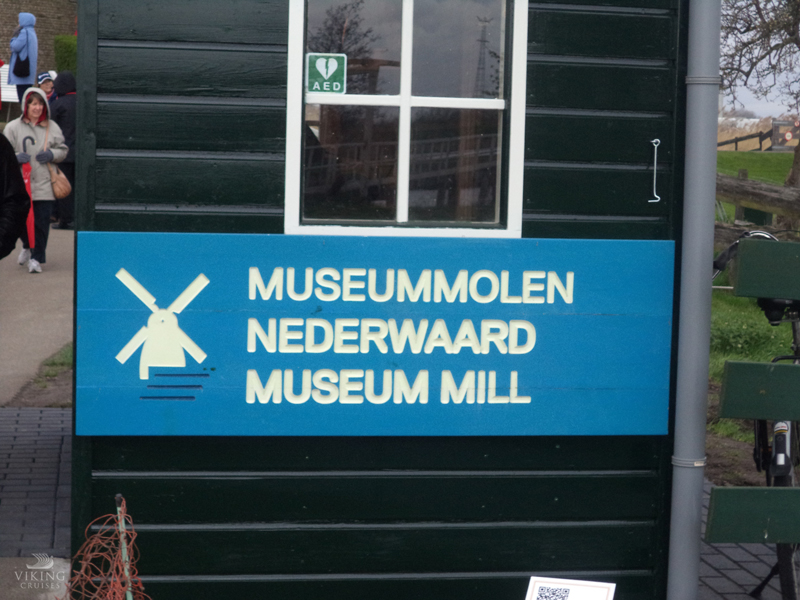 AED
MUSEUMMOLEN
NEDERWAARD
MUSEUM MILL
VIKING
CRUISES